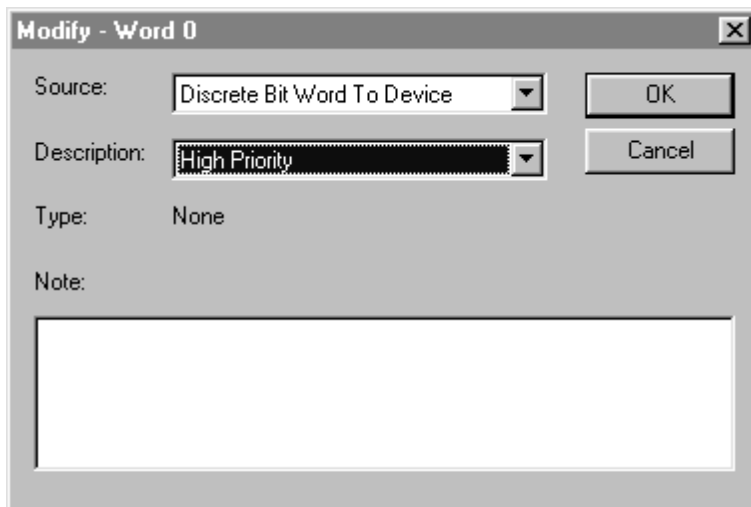 Modify - Word 0
Source: Discrete Bit Word To Device OK
Description: High Priority Cancel
Type: None
Note: